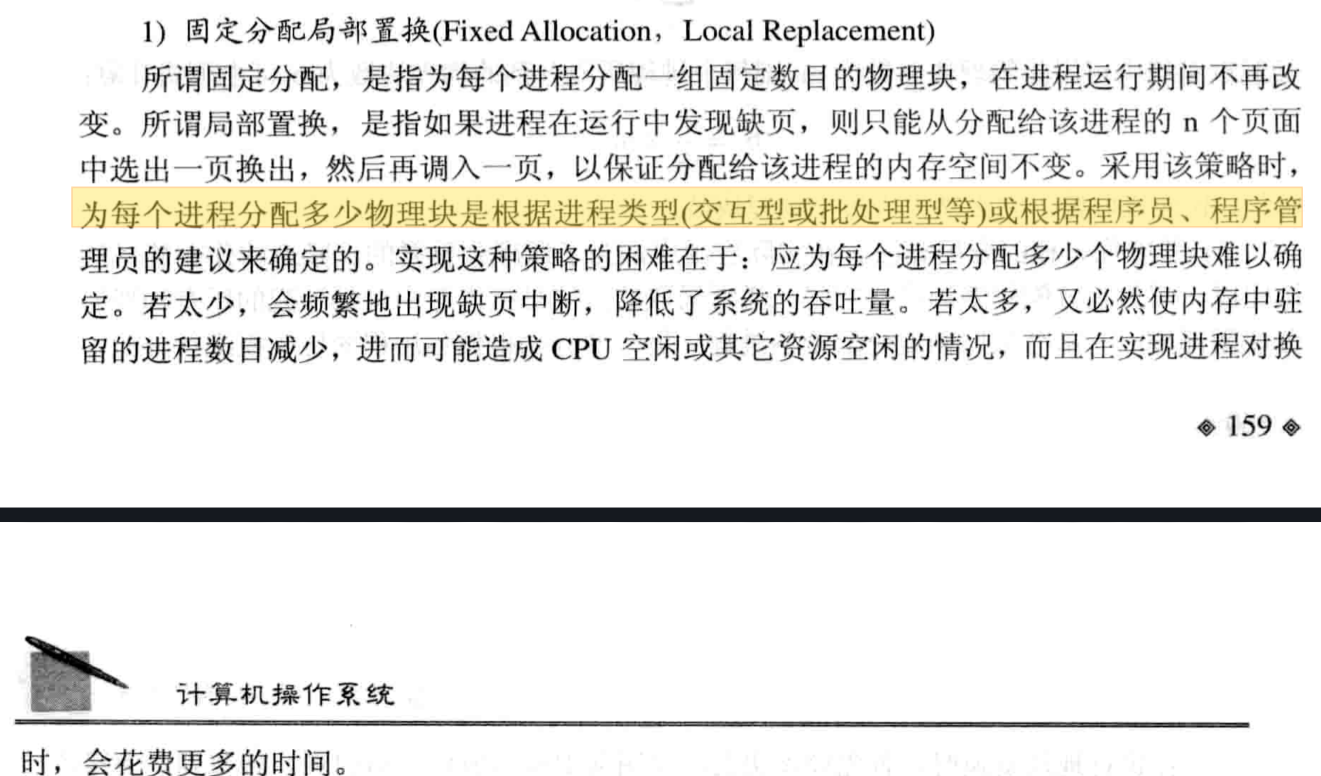 1) 固定分配局部置换(Fixed Allocation，Local Replacement)
所谓固定分配，是指为每个进程分配一组固定数目的物理块，在进程运行期间不再改
变。所谓局部置换，是指如果进程在运行中发现缺页，则只能从分配给该进程的 n 个页面
中选出一页换出，然后再调入一页，以保证分配给该进程的内存空间不变。采用该策略时，
为每个进程分配多少物理块是根据进程类型(交互型或批处理型等)或根据程序员、程序管
理员的建议来确定的。实现这种策略的困难在于：应为每个进程分配多少个物理块难以确
定。若太少，会频繁地出现缺页中断，降低了系统的吞吐量。若太多，又必然使内存中驻
留的进程数目减少，进而可能造成 CPU 空闲或其它资源空闲的情况，而且在实现进程对换
159
计算机操作系统
时，会花费更多的时间。